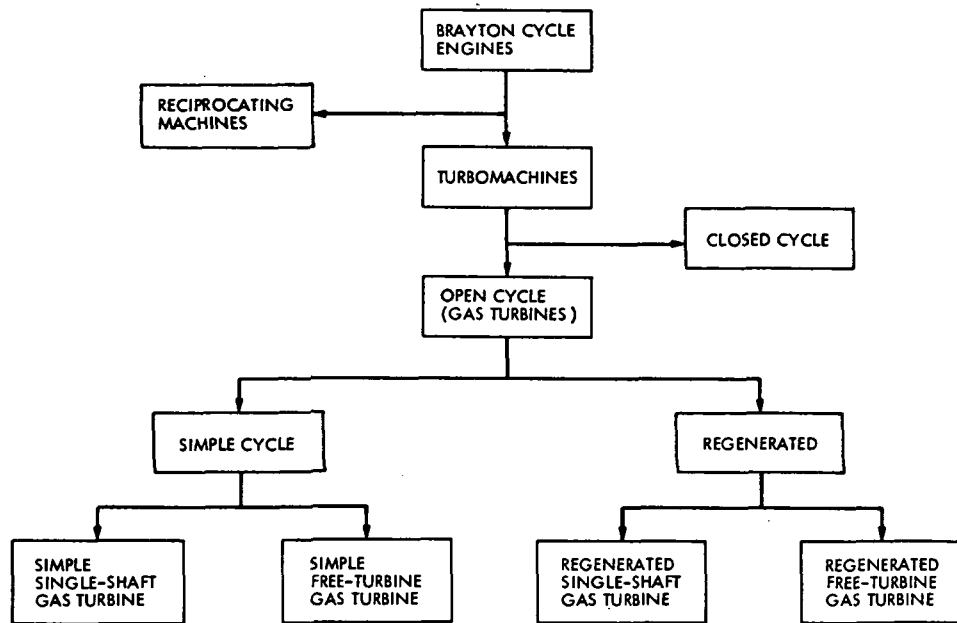 BRAYTON CYCLE
ENGINES
RECIPROCATING
MACHINES
TURBOMACHINES
CLOSED CYCLE
OPEN CYCLE
(GAS TURBINES)
SIMPLE CYCLE
REGENERATED
SIMPLE
SINGLE-SHAFT
GAS TURBINE
SIMPLE
FREE-TURBINE
GAS TURBINE
REGENERATED
SINGLE-SHAFT
GAS TURBINE
REGENERATED
FREE-TURBINE
GAS TURBINE